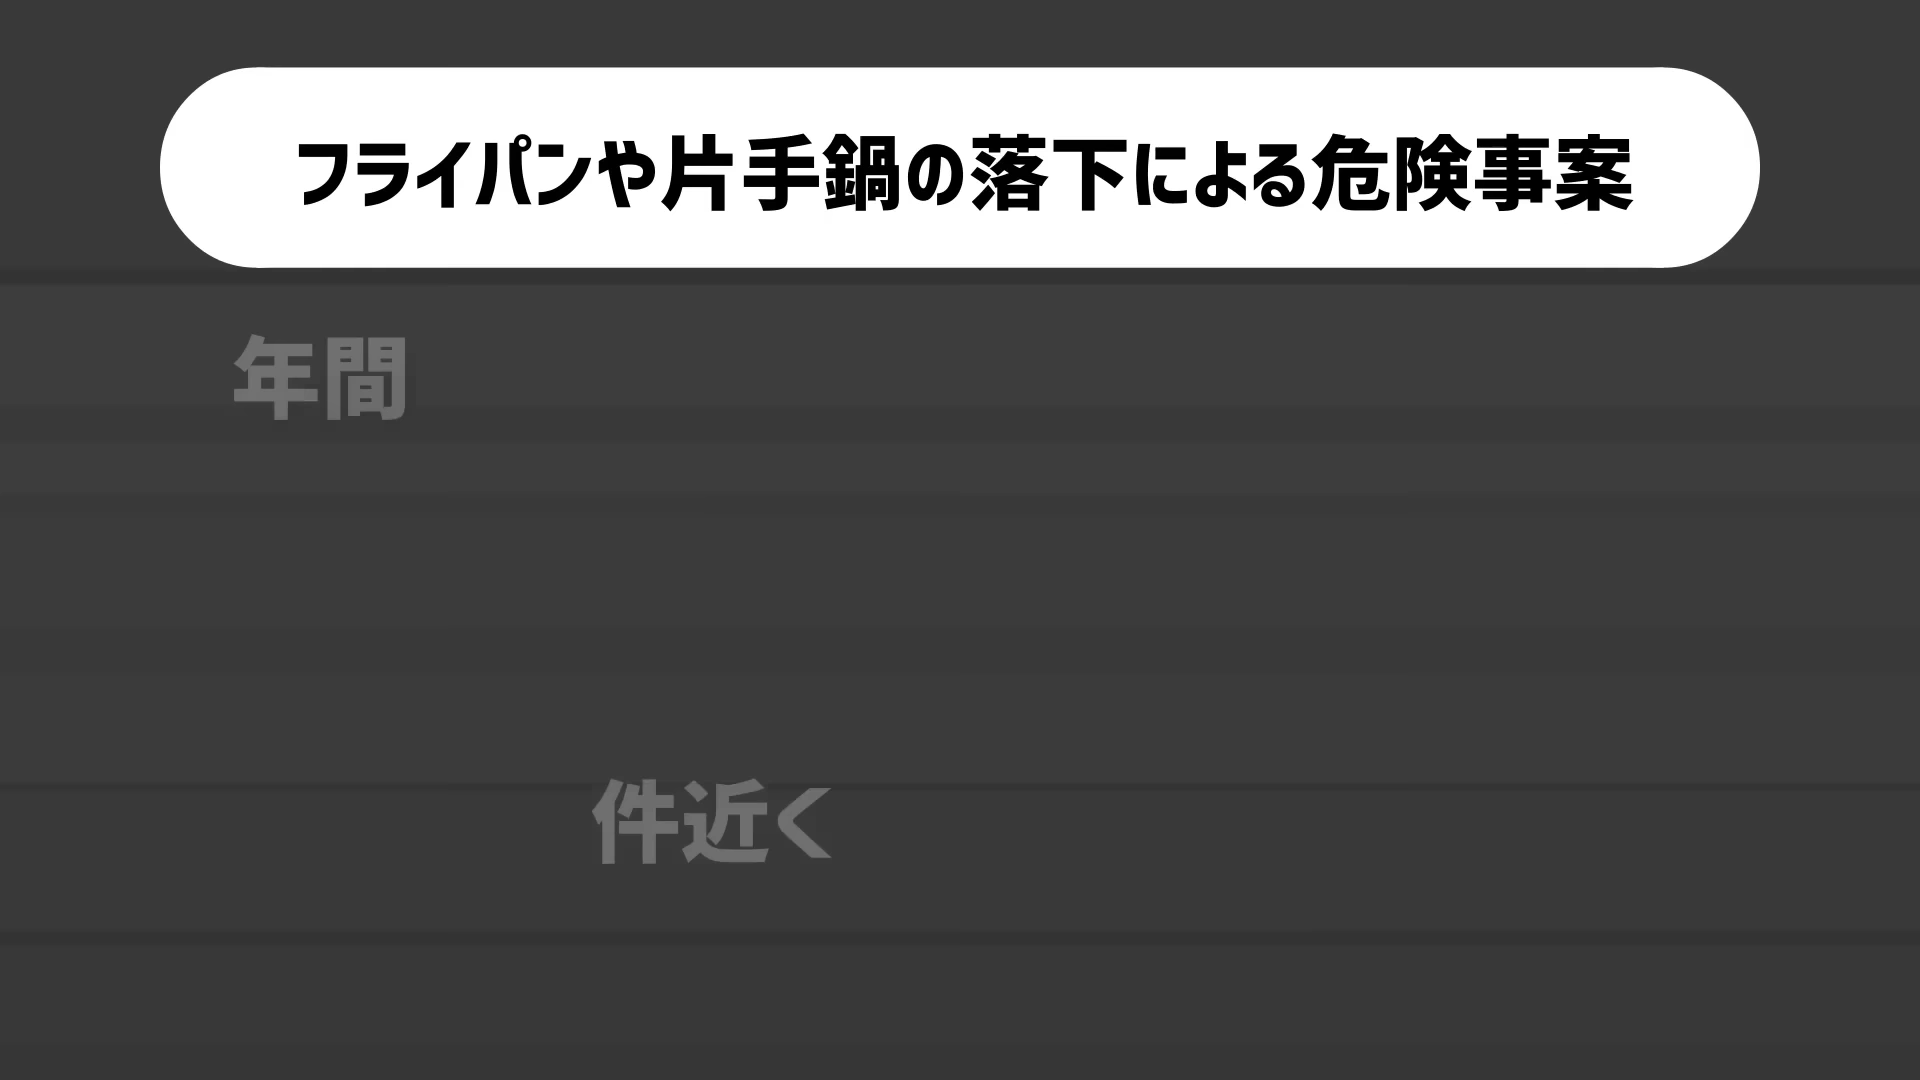 フライパンや片手鍋の落下による危険事案
年間
件近く